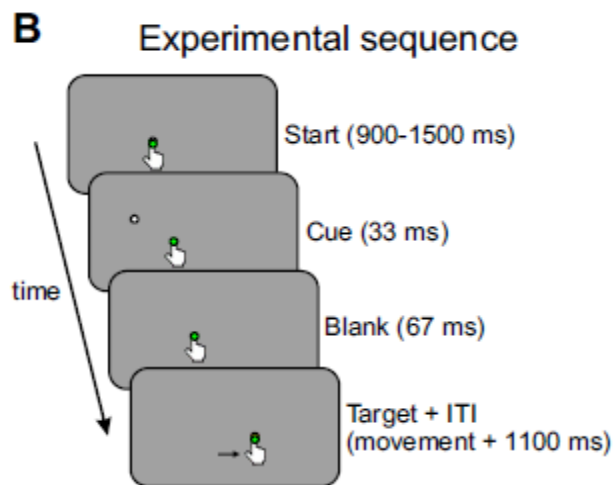 B
Experimental sequence
Start (900-1500 ms)
Cue (33 ms)
time
Blank (67 ms)
Target + ITI
(movement + 1100 ms)